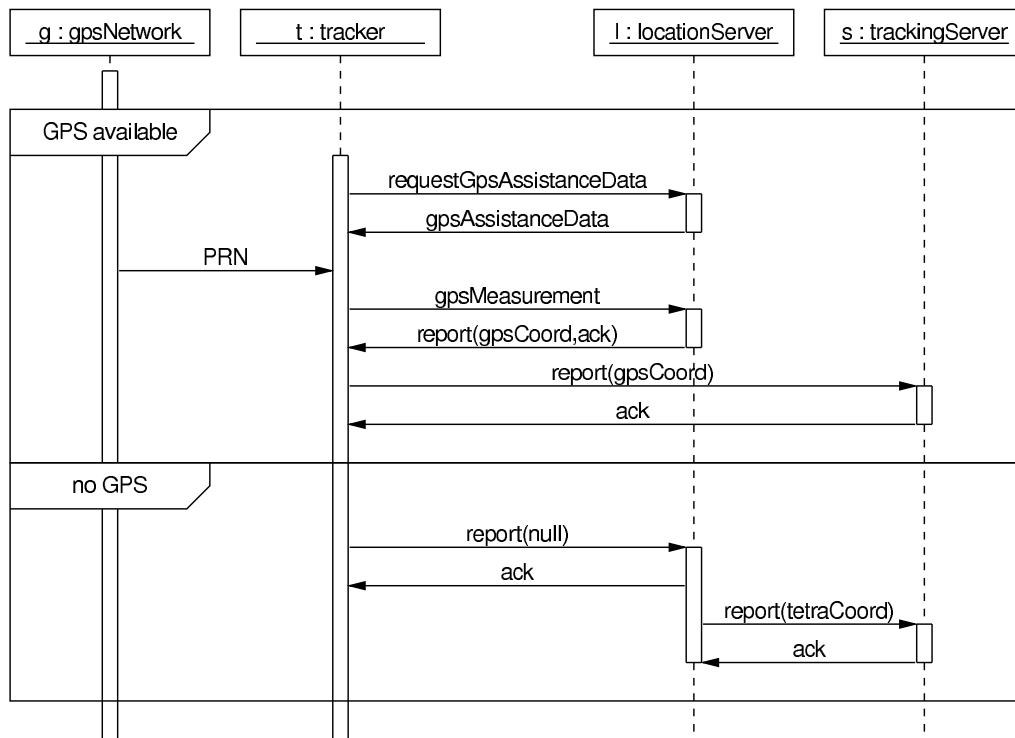 g : gpsNetwork
t : tracker
l : locationServer
s : trackingServer
GPS available
requestGpsAssistanceData
gpsAssistanceData
PRN
gpsMeasurement
report(gpsCoord,ack)
report(gpsCoord)
ack
no GPS
report(null)
ack
report(tetraCoord)
ack